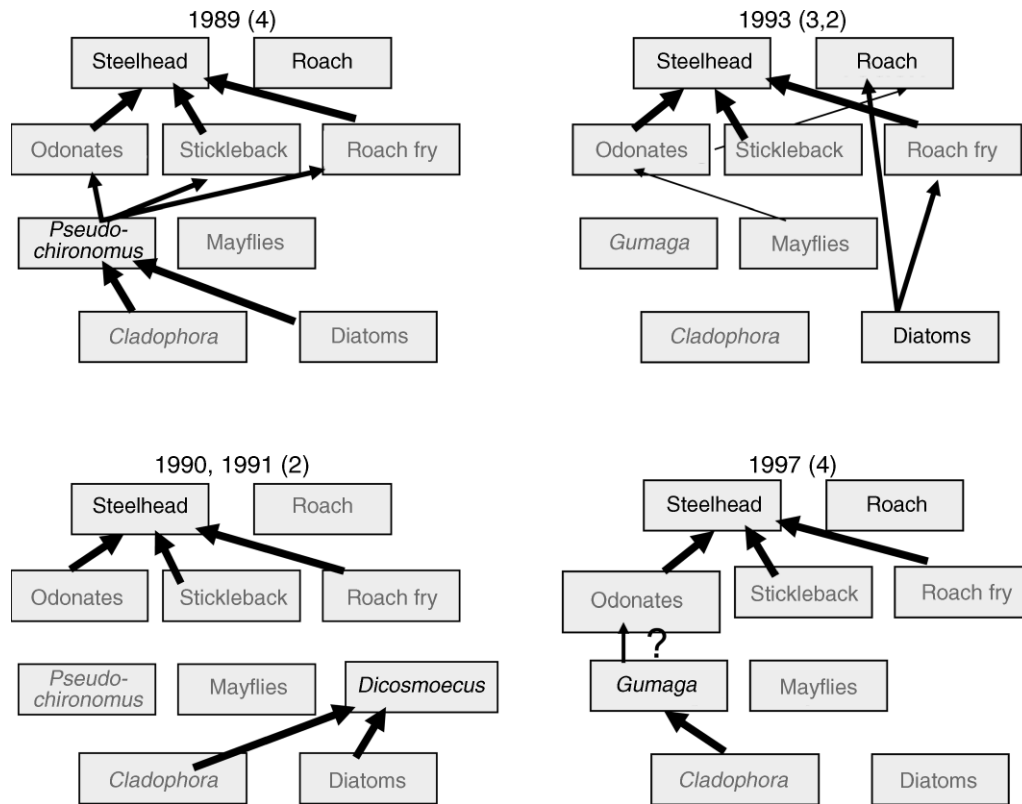 1989 (4)
Steelhead
Roach
Odonates
Stickleback
Roach fry
Pseudo-
chironomus
Mayflies
Cladophora
Diatoms
1993 (3,2)
Steelhead
Roach
Odonates
Stickleback
Roach fry
Gumaga
Mayflies
Cladophora
Diatoms
1990, 1991 (2)
Steelhead
Roach
Odonates
Stickleback
Roach fry
Pseudo-
chironomus
Mayflies
Dicosmoecus
Cladophora
Diatoms
1997 (4)
Steelhead
Roach
Odonates
Stickleback
Roach fry
?
Gumaga
Mayflies
Cladophora
Diatoms